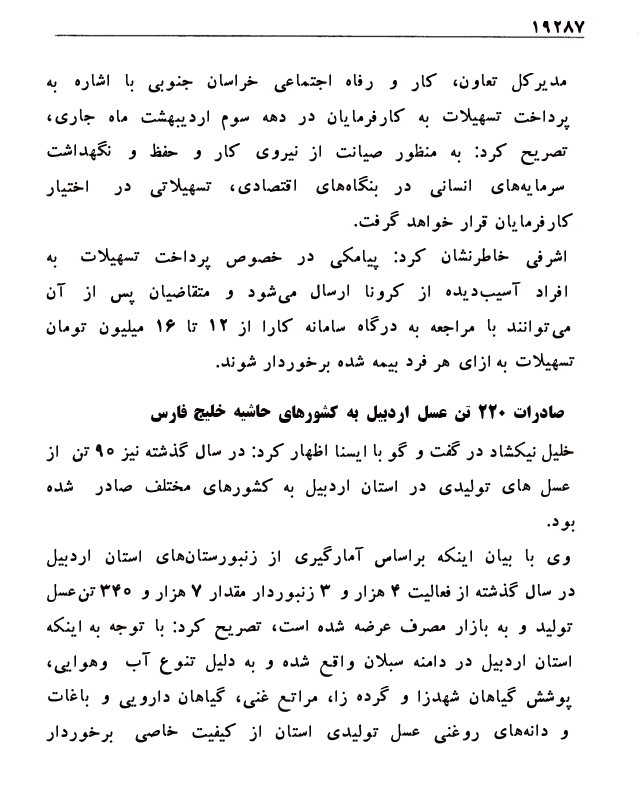 ۱۹۲۸۷
مدیرکل تعاون، کار و رفاه اجتماعی خراسان جنوبی با اشاره به
پرداخت تسهیلات به کارفرمایان در دهه سوم اردیبهشت ماه جاری،
تصریح کرد: به منظور صیانت از نیروی کار و حفظ و نگهداشت
سرمایه‌های انسانی در بنگاه‌های اقتصادی، تسهیلاتی در اختیار
کارفرمایان قرار خواهد گرفت.
اشرفی خاطرنشان کرد: پیامکی در خصوص پرداخت تسهیلات به
افراد آسیب‌دیده از کرونا ارسال می‌شود و متقاضیان پس از آن
می‌توانند با مراجعه به درگاه سامانه کارا از ۱۲ تا ۱۶ میلیون تومان
تسهیلات به ازای هر فرد بیمه شده برخوردار شوند.
صادرات ۲۲۰ تن عسل اردبیل به کشورهای حاشیه خلیج فارس
خلیل نیکشاد در گفت و گو با ایسنا اظهار کرد: در سال گذشته نیز ۹۰ تن از
عسل های تولیدی در استان اردبیل به کشورهای مختلف صادر شده
بود.
وی با بیان اینکه براساس آمارگیری از زنبورستان‌های استان اردبیل
در سال گذشته از فعالیت ۴ هزار و ۳ زنبوردار مقدار ۷ هزار و ۳۴۰ تن عسل
تولید و به بازار مصرف عرضه شده است، تصریح کرد: با توجه به اینکه
استان اردبیل در دامنه سبلان واقع شده و به دلیل تنوع آب وهوایی،
پوشش گیاهان شهدزا و گرده زا، مراتع غنی، گیاهان دارویی و باغات
و دانه‌های روغنی عسل تولیدی استان از کیفیت خاصی برخوردار